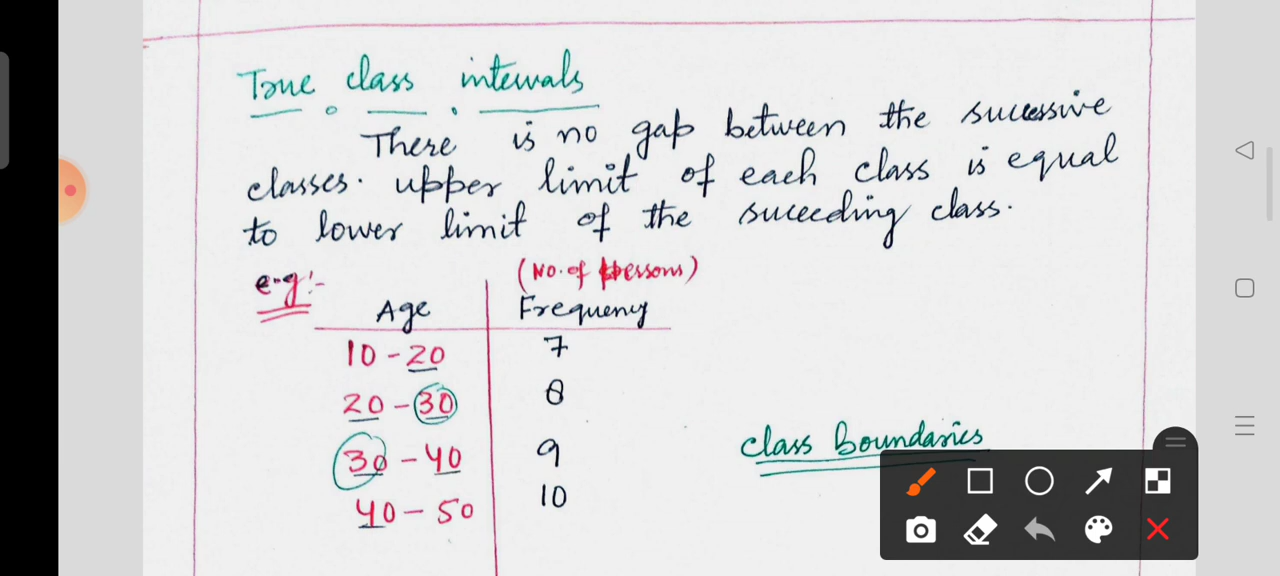 True class intervals
There is no gap between the successive
classes. upper limit of each class is equal
to lower limit of the suceeding class.
e.g:-
(No. of persons)
Age Frequency
10 - 20 7
20 - 30 8
30 - 40 9
40 - 50 10
class boundaries